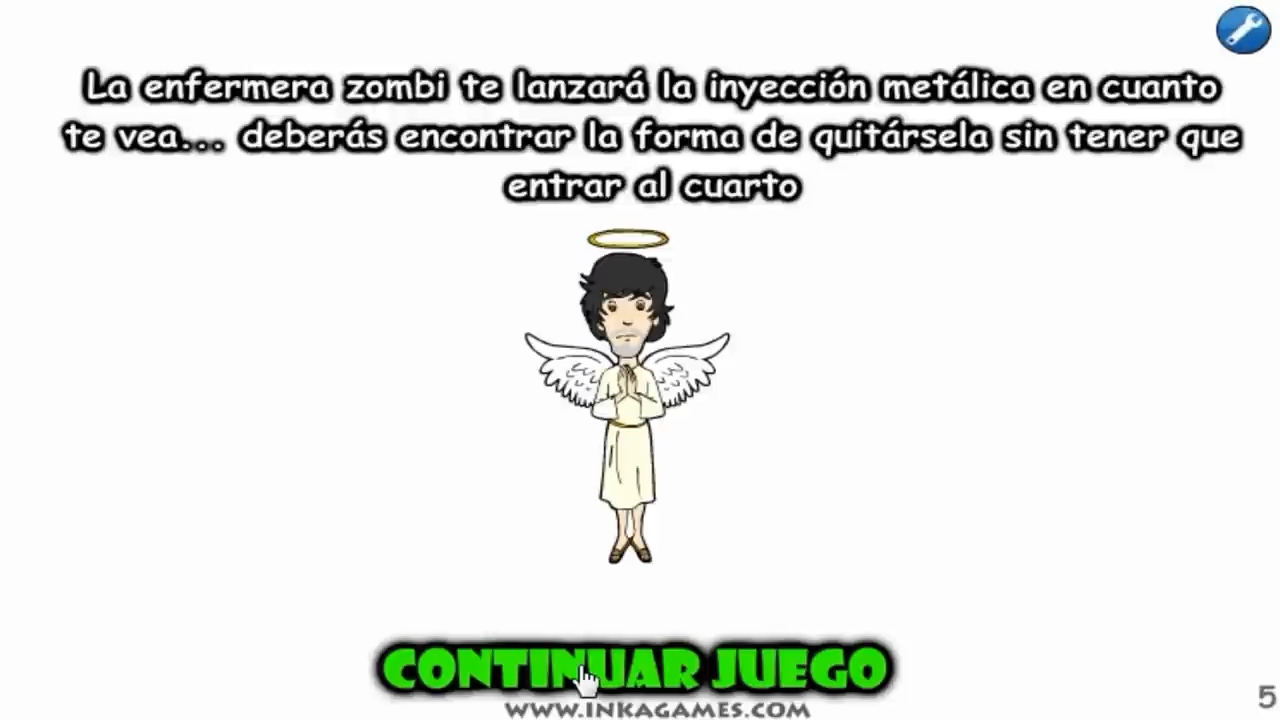 La enfermera zombi te lanzará la inyección metálica en cuanto
te vea... deberás encontrar la forma de quitársela sin tener que
entrar al cuarto
CONTINUAR JUEGO
WWW.INKAGAMES.COM
5